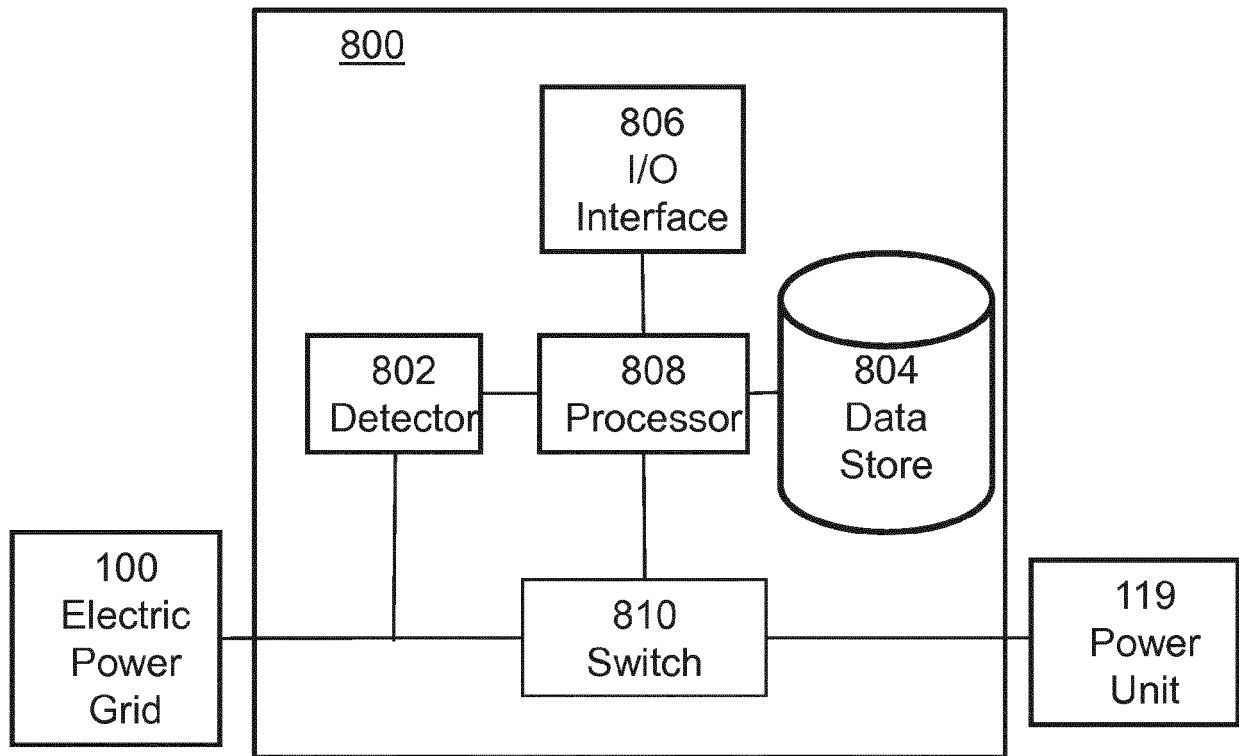 800
806
I/O
Interface
802
Detector
808
Processor
804
Data
Store
100
Electric
Power
Grid
810
Switch
119
Power
Unit